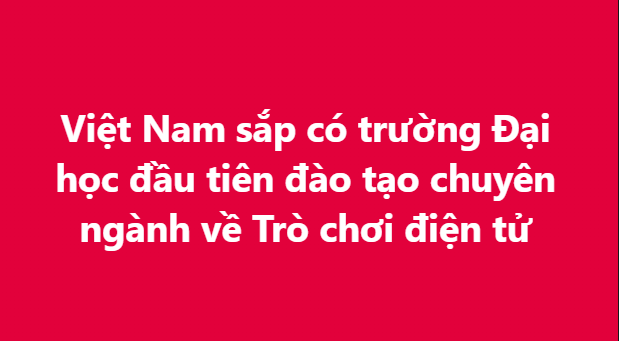 Việt Nam sắp có trường Đại
học đầu tiên đào tạo chuyên
ngành về Trò chơi điện tử